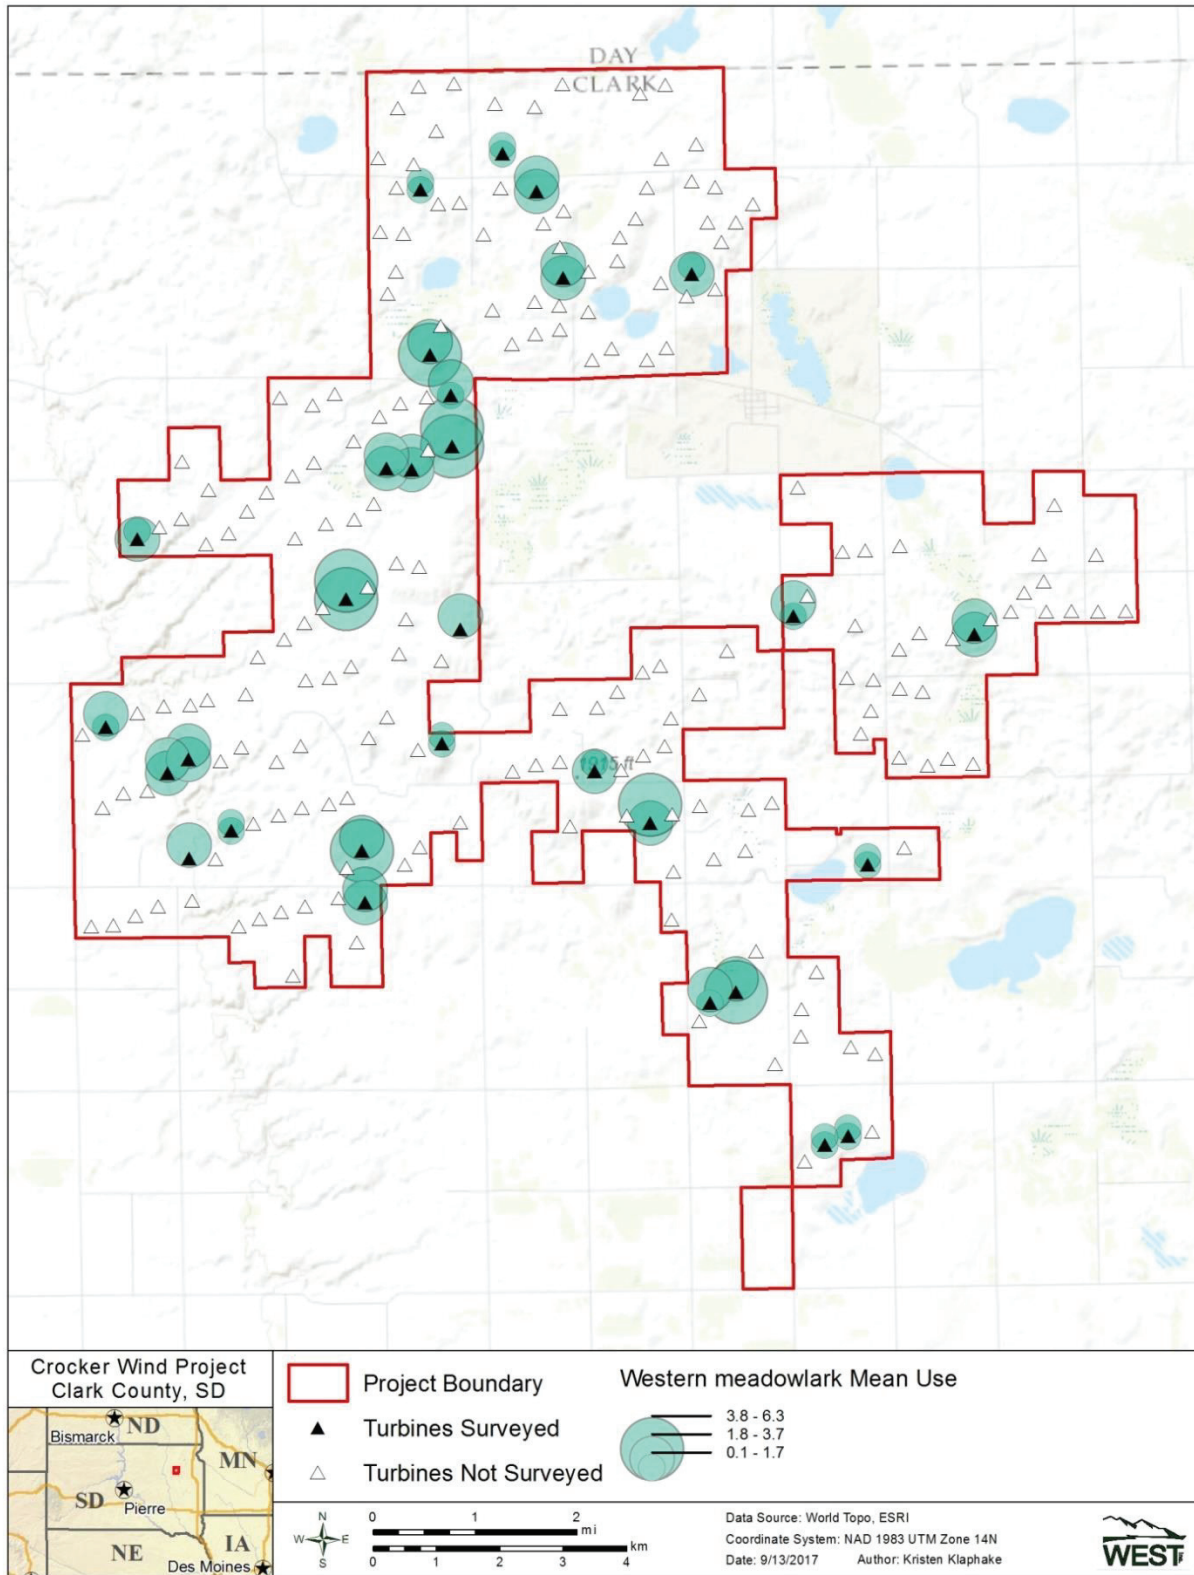 DAY
CLARK
1915 ft
Crocker Wind Project
Clark County, SD
ND
Bismarck
MN
SD
Pierre
NE
IA
Des Moines
Project Boundary
Turbines Surveyed
Turbines Not Surveyed
Western meadowlark Mean Use
3.8 - 6.3
1.8 - 3.7
0.1 - 1.7
N
W E
S
0 1 2
mi
0 1 2 3 4
km
Data Source: World Topo, ESRI
Coordinate System: NAD 1983 UTM Zone 14N
Date: 9/13/2017 Author: Kristen Klaphake
WEST